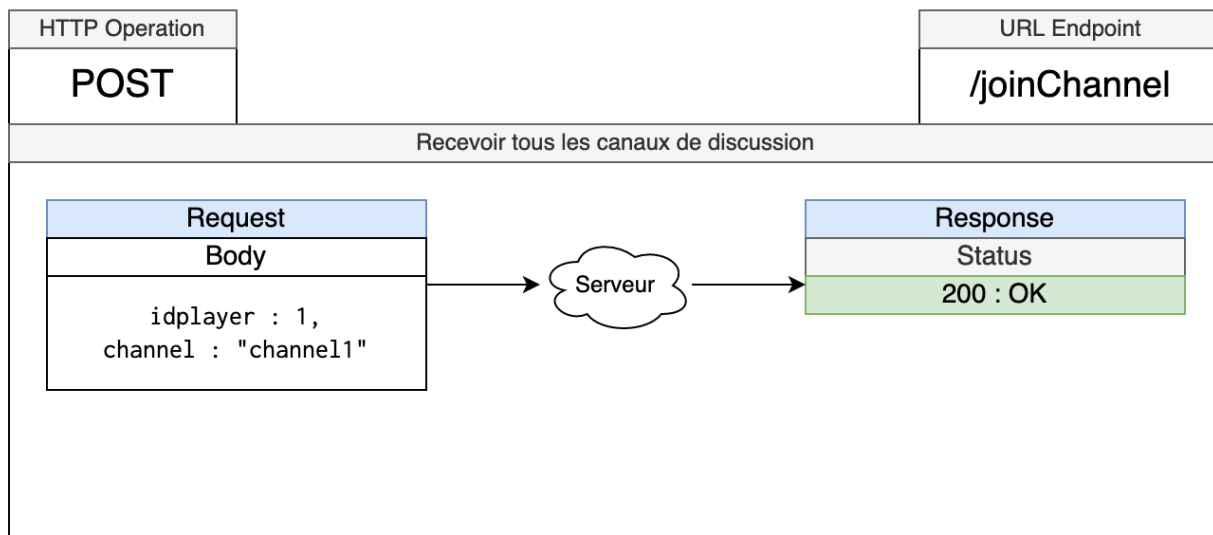 HTTP Operation
URL Endpoint
POST
/joinChannel
Recevoir tous les canaux de discussion
Request
Response
Body
Status
Serveur
200 : OK
idplayer : 1,
channel : "channel1"